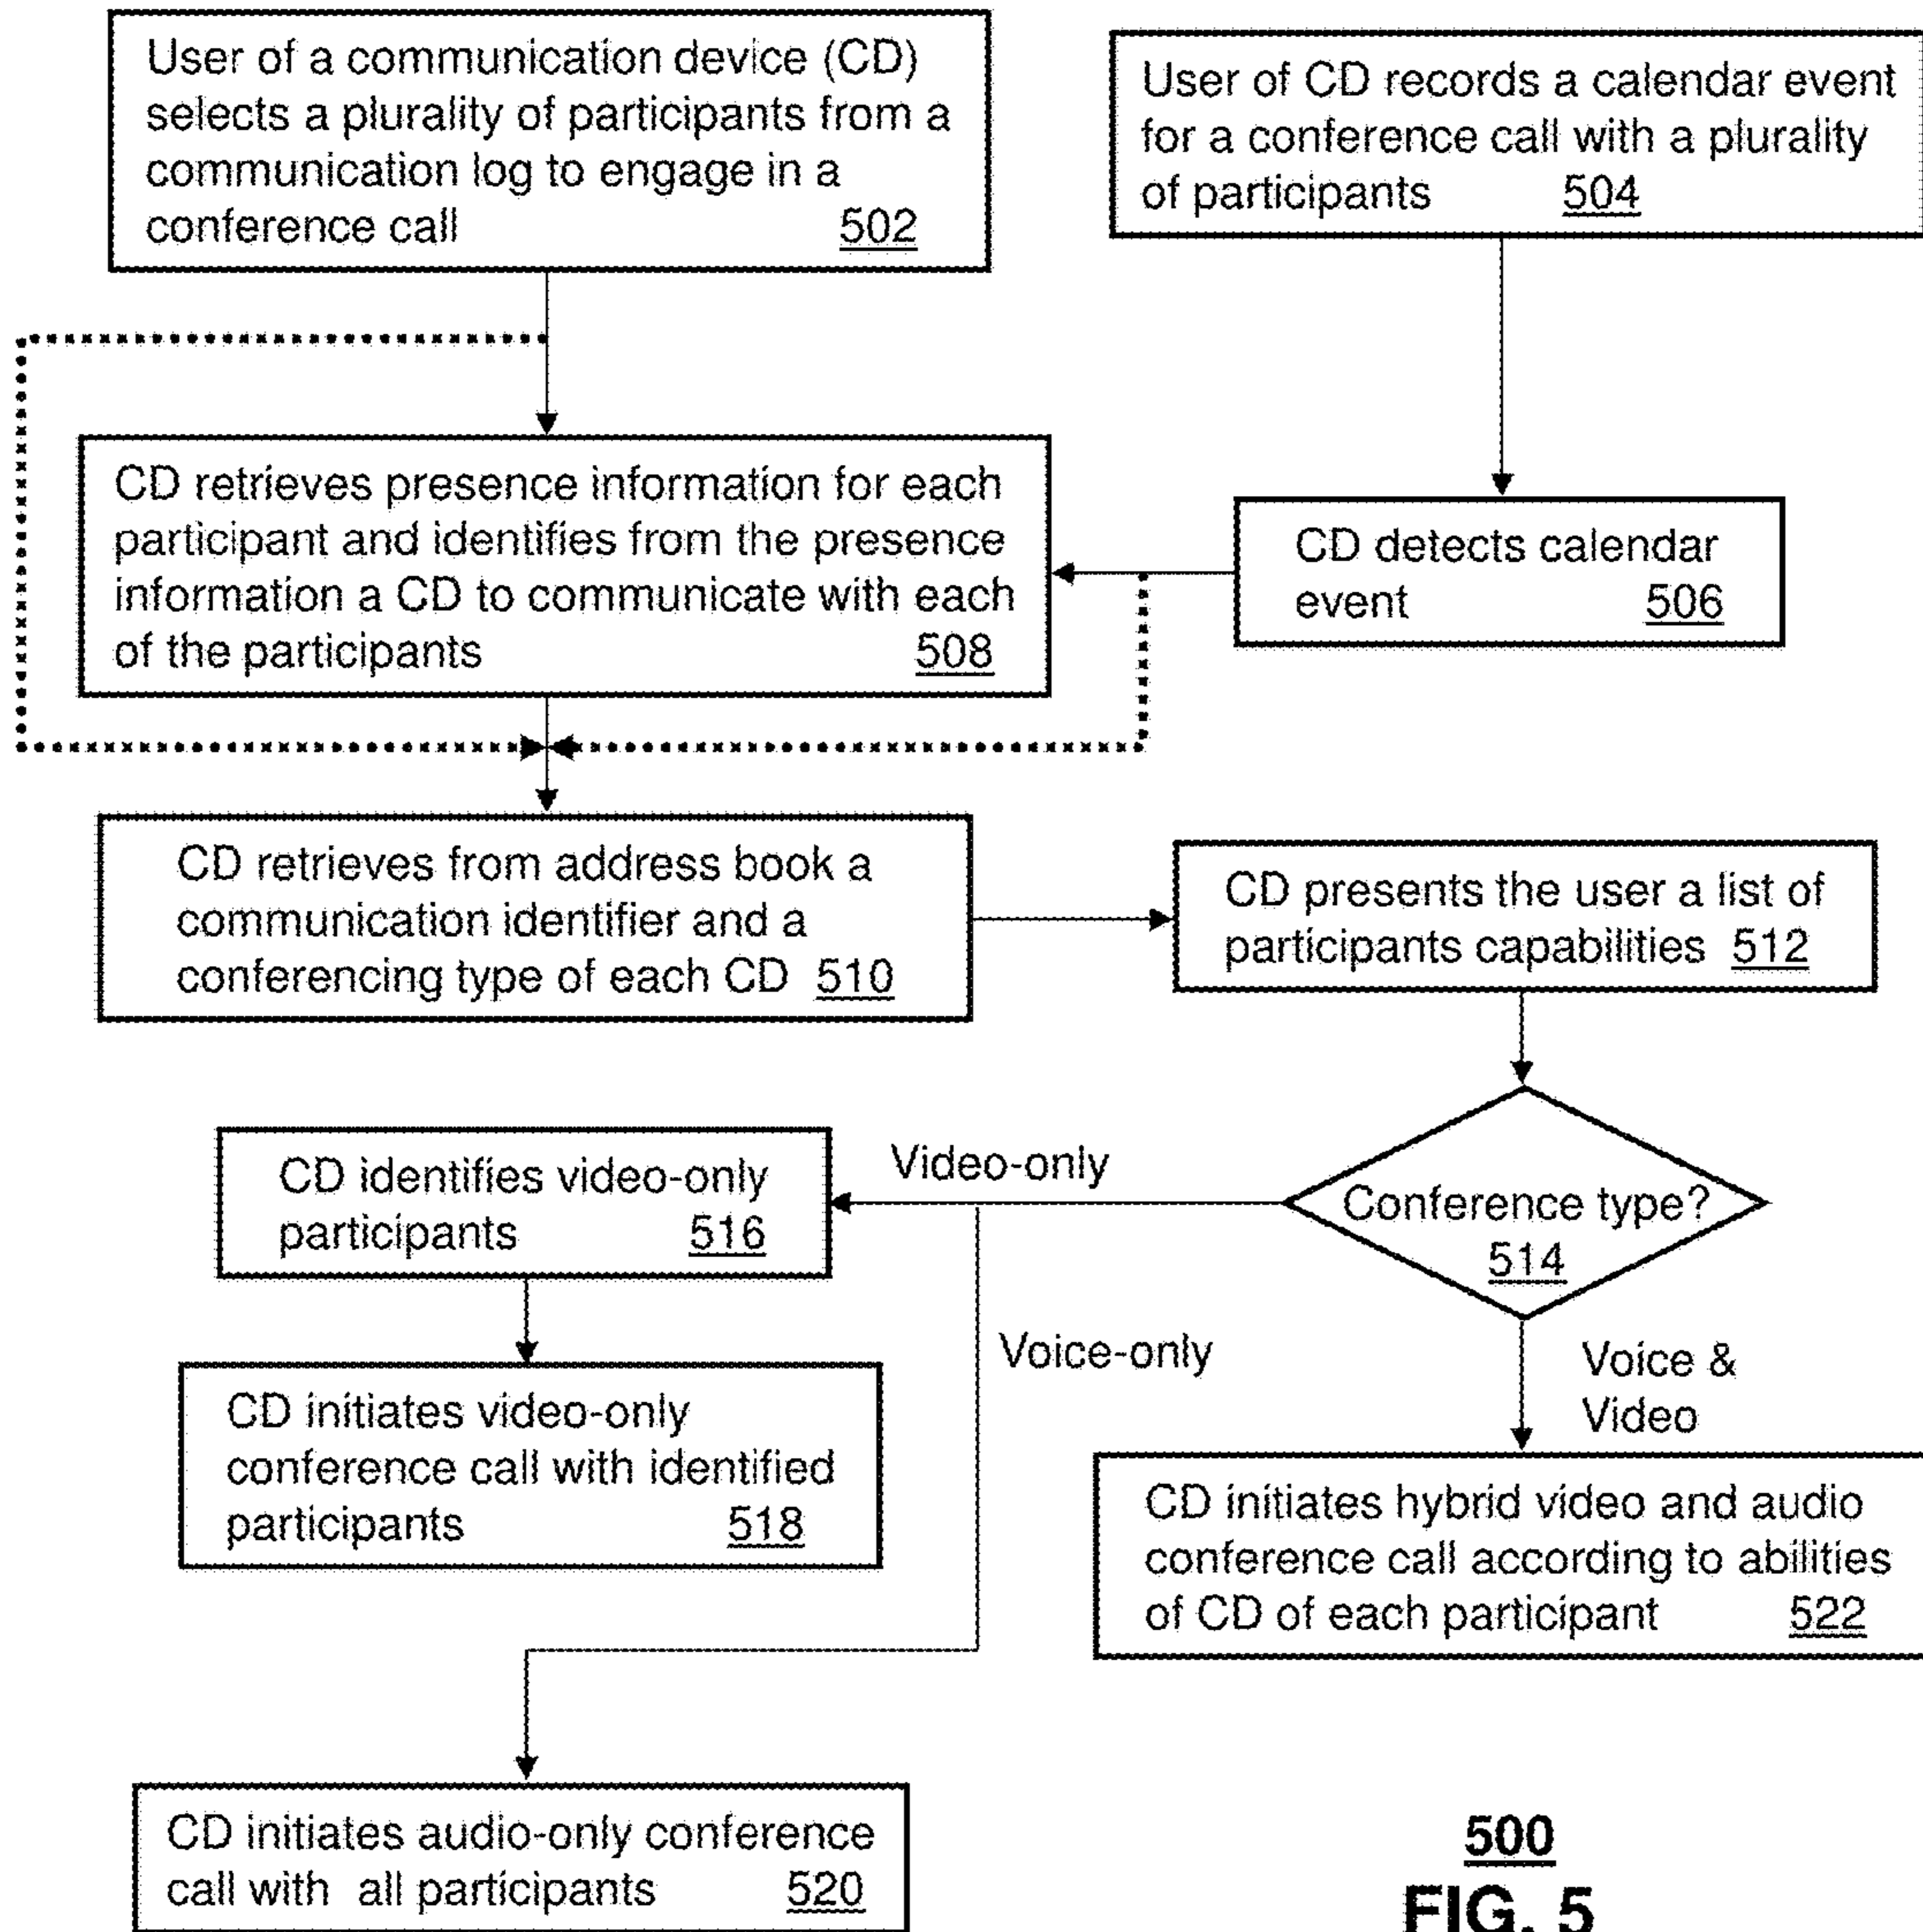 User of a communication device (CD)
selects a plurality of participants from a
communication log to engage in a
conference call 502
User of CD records a calendar event
for a conference call with a plurality
of participants 504
CD retrieves presence information for each
participant and identifies from the presence
information a CD to communicate with each
of the participants 508
CD detects calendar
event 506
CD retrieves from address book a
communication identifier and a
conferencing type of each CD 510
CD presents the user a list of
participants capabilities 512
CD identifies video-only
participants 516
Video-only
Conference type?
514
CD initiates video-only
conference call with identified
participants 518
Voice-only
Voice &
Video
CD initiates hybrid video and audio
conference call according to abilities
of CD of each participant 522
CD initiates audio-only conference
call with all participants 520
500
FIG. 5